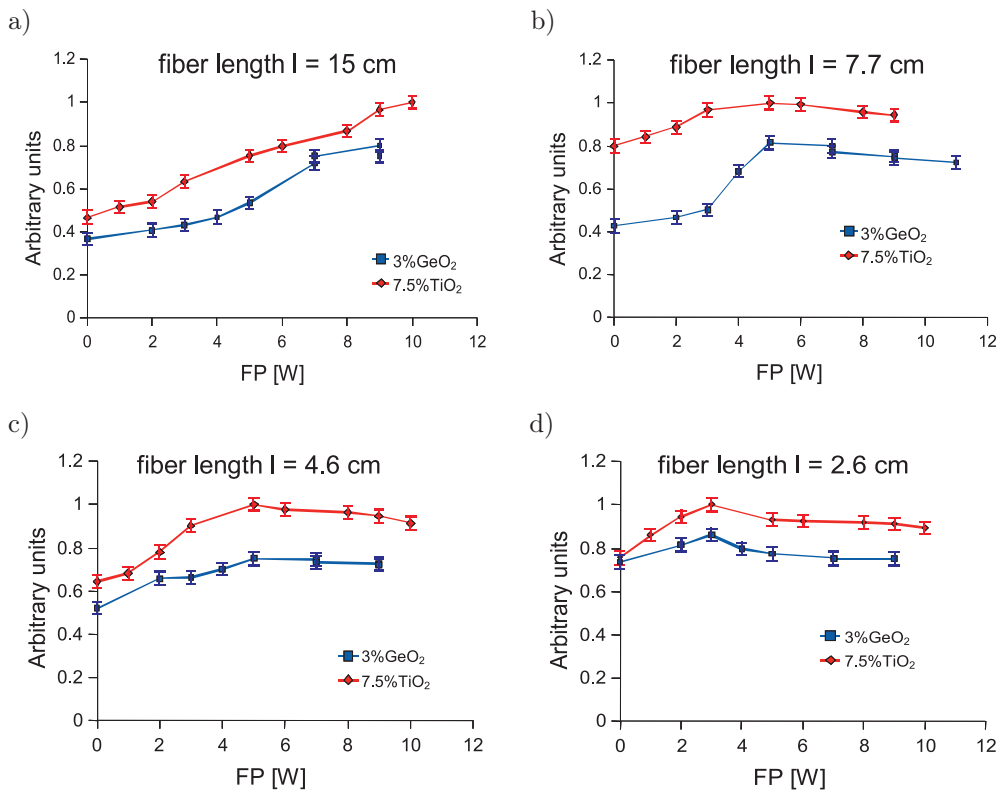 a)
fiber length l = 15 cm
1.2
1
0.8
0.6
0.4
0.2
0
Arbitrary units
3%GeO₂
7.5%TiO₂
0 2 4 6 8 10 12
FP [W]
b)
fiber length l = 7.7 cm
1.2
1
0.8
0.6
0.4
0.2
0
Arbitrary units
3%GeO₂
7.5%TiO₂
0 2 4 6 8 10 12
FP [W]
c)
fiber length l = 4.6 cm
1.2
1
0.8
0.6
0.4
0.2
0
Arbitrary units
3%GeO₂
7.5%TiO₂
0 2 4 6 8 10 12
FP [W]
d)
fiber length l = 2.6 cm
1.2
1
0.8
0.6
0.4
0.2
0
Arbitrary units
3%GeO₂
7.5%TiO₂
0 2 4 6 8 10 12
FP [W]